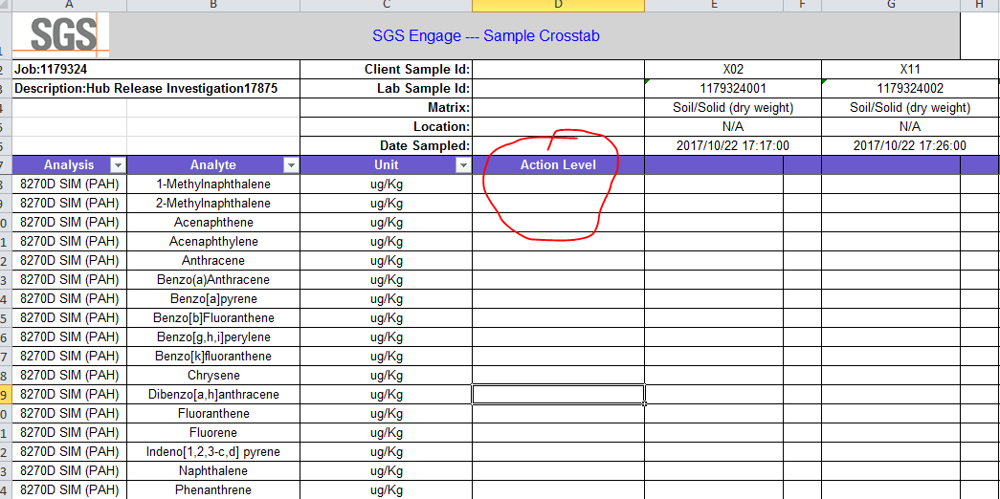 A B C D E F G H
SGS
SGS Engage --- Sample Crosstab
Job:1179324 Client Sample Id: X02 X11
Description:Hub Release Investigation17875 Lab Sample Id: 1179324001 1179324002
Matrix: Soil/Solid (dry weight) Soil/Solid (dry weight)
Location: N/A N/A
Date Sampled: 2017/10/22 17:17:00 2017/10/22 17:26:00
Analysis Analyte Unit Action Level
8270D SIM (PAH) 1-Methylnaphthalene ug/Kg
8270D SIM (PAH) 2-Methylnaphthalene ug/Kg
8270D SIM (PAH) Acenaphthene ug/Kg
8270D SIM (PAH) Acenaphthylene ug/Kg
8270D SIM (PAH) Anthracene ug/Kg
8270D SIM (PAH) Benzo(a)Anthracene ug/Kg
8270D SIM (PAH) Benzo[a]pyrene ug/Kg
8270D SIM (PAH) Benzo[b]Fluoranthene ug/Kg
8270D SIM (PAH) Benzo[g,h,i]perylene ug/Kg
8270D SIM (PAH) Benzo[k]fluoranthene ug/Kg
8270D SIM (PAH) Chrysene ug/Kg
8270D SIM (PAH) Dibenzo[a,h]anthracene ug/Kg
8270D SIM (PAH) Fluoranthene ug/Kg
8270D SIM (PAH) Fluorene ug/Kg
8270D SIM (PAH) Indeno[1,2,3-c,d] pyrene ug/Kg
8270D SIM (PAH) Naphthalene ug/Kg
8270D SIM (PAH) Phenanthrene ug/Kg